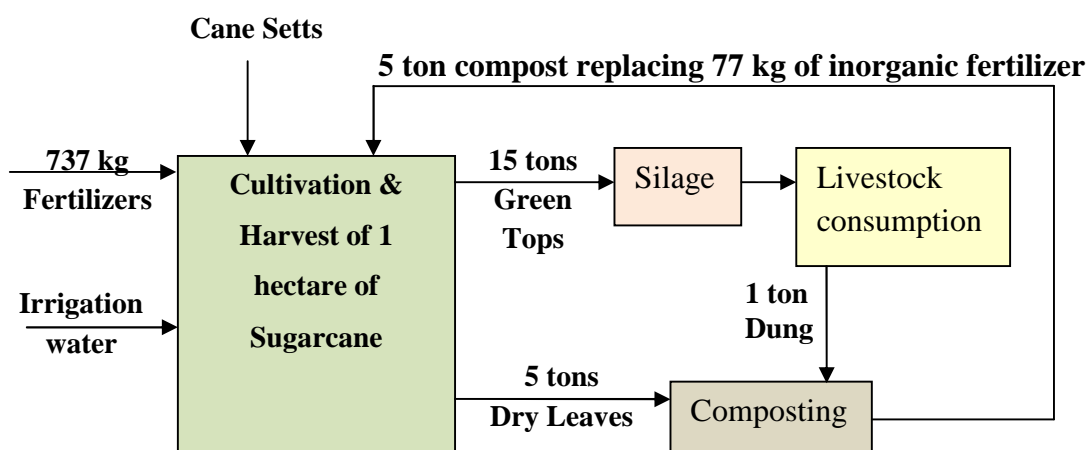 Cane Setts
5 ton compost replacing 77 kg of inorganic fertilizer
737 kg
Fertilizers
Cultivation &
Harvest of 1
hectare of
Sugarcane
15 tons
Green
Tops
Silage
Livestock
consumption
Irrigation
water
1 ton
Dung
5 tons
Dry Leaves
Composting